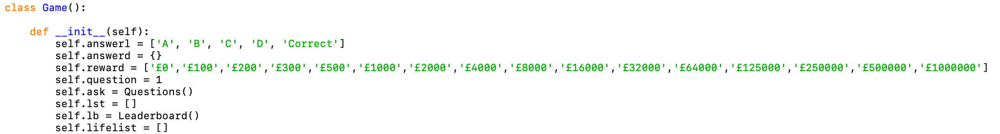 class Game():
def __init__(self):
self.answerl = ['A', 'B', 'C', 'D', 'Correct']
self.answerd = {}
self.reward = ['£0','£100','£200','£300','£500','£1000','£2000','£4000','£8000','£16000','£32000','£64000','£125000','£250000','£500000','£1000000']
self.question = 1
self.ask = Questions()
self.lst = []
self.lb = Leaderboard()
self.lifelist = []